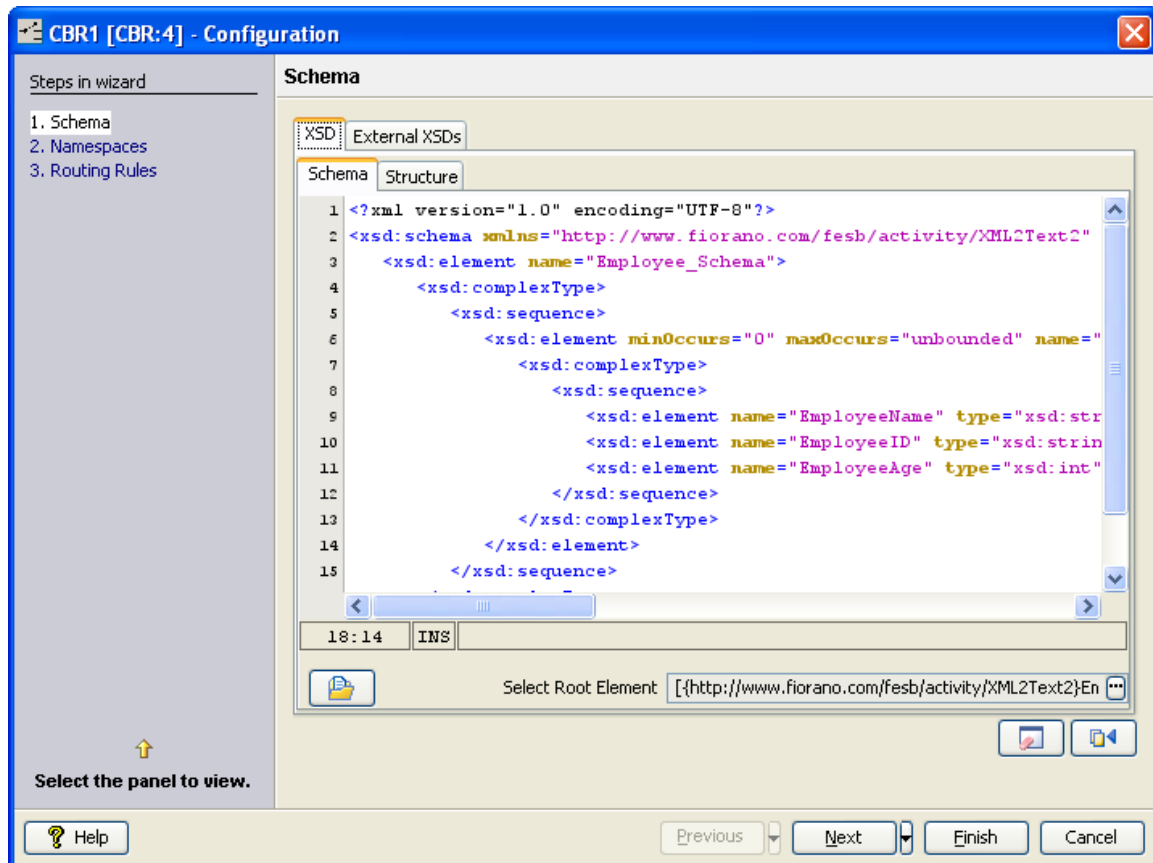 CBR1 [CBR:4] - Configuration
Steps in wizard
1. Schema
2. Namespaces
3. Routing Rules
Select the panel to view.
Schema
XSD External XSDs
Schema Structure
1 <?xml version="1.0" encoding="UTF-8"?>
2 <xsd:schema xmlns="http://www.fiorano.com/fesb/activity/XML2Text2"
3 <xsd:element name="Employee_Schema">
4 <xsd:complexType>
5 <xsd:sequence>
6 <xsd:element minOccurs="0" maxOccurs="unbounded" name="
7 <xsd:complexType>
8 <xsd:sequence>
9 <xsd:element name="EmployeeName" type="xsd:str
10 <xsd:element name="EmployeeID" type="xsd:strin
11 <xsd:element name="EmployeeAge" type="xsd:int"
12 </xsd:sequence>
13 </xsd:complexType>
14 </xsd:element>
15 </xsd:sequence>
18:14 INS
Select Root Element [{http://www.fiorano.com/fesb/activity/XML2Text2}En ...
Help Previous Next Finish Cancel